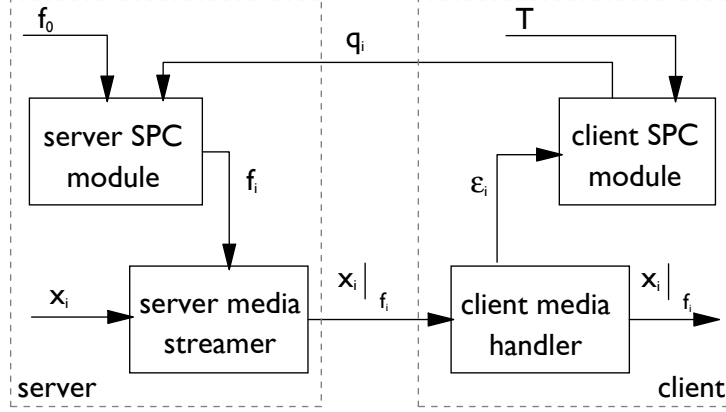 f₀
T
qᵢ
server SPC
module
client SPC
module
fᵢ
εᵢ
xᵢ
server media
streamer
xᵢ|fᵢ
client media
handler
xᵢ|fᵢ
server
client